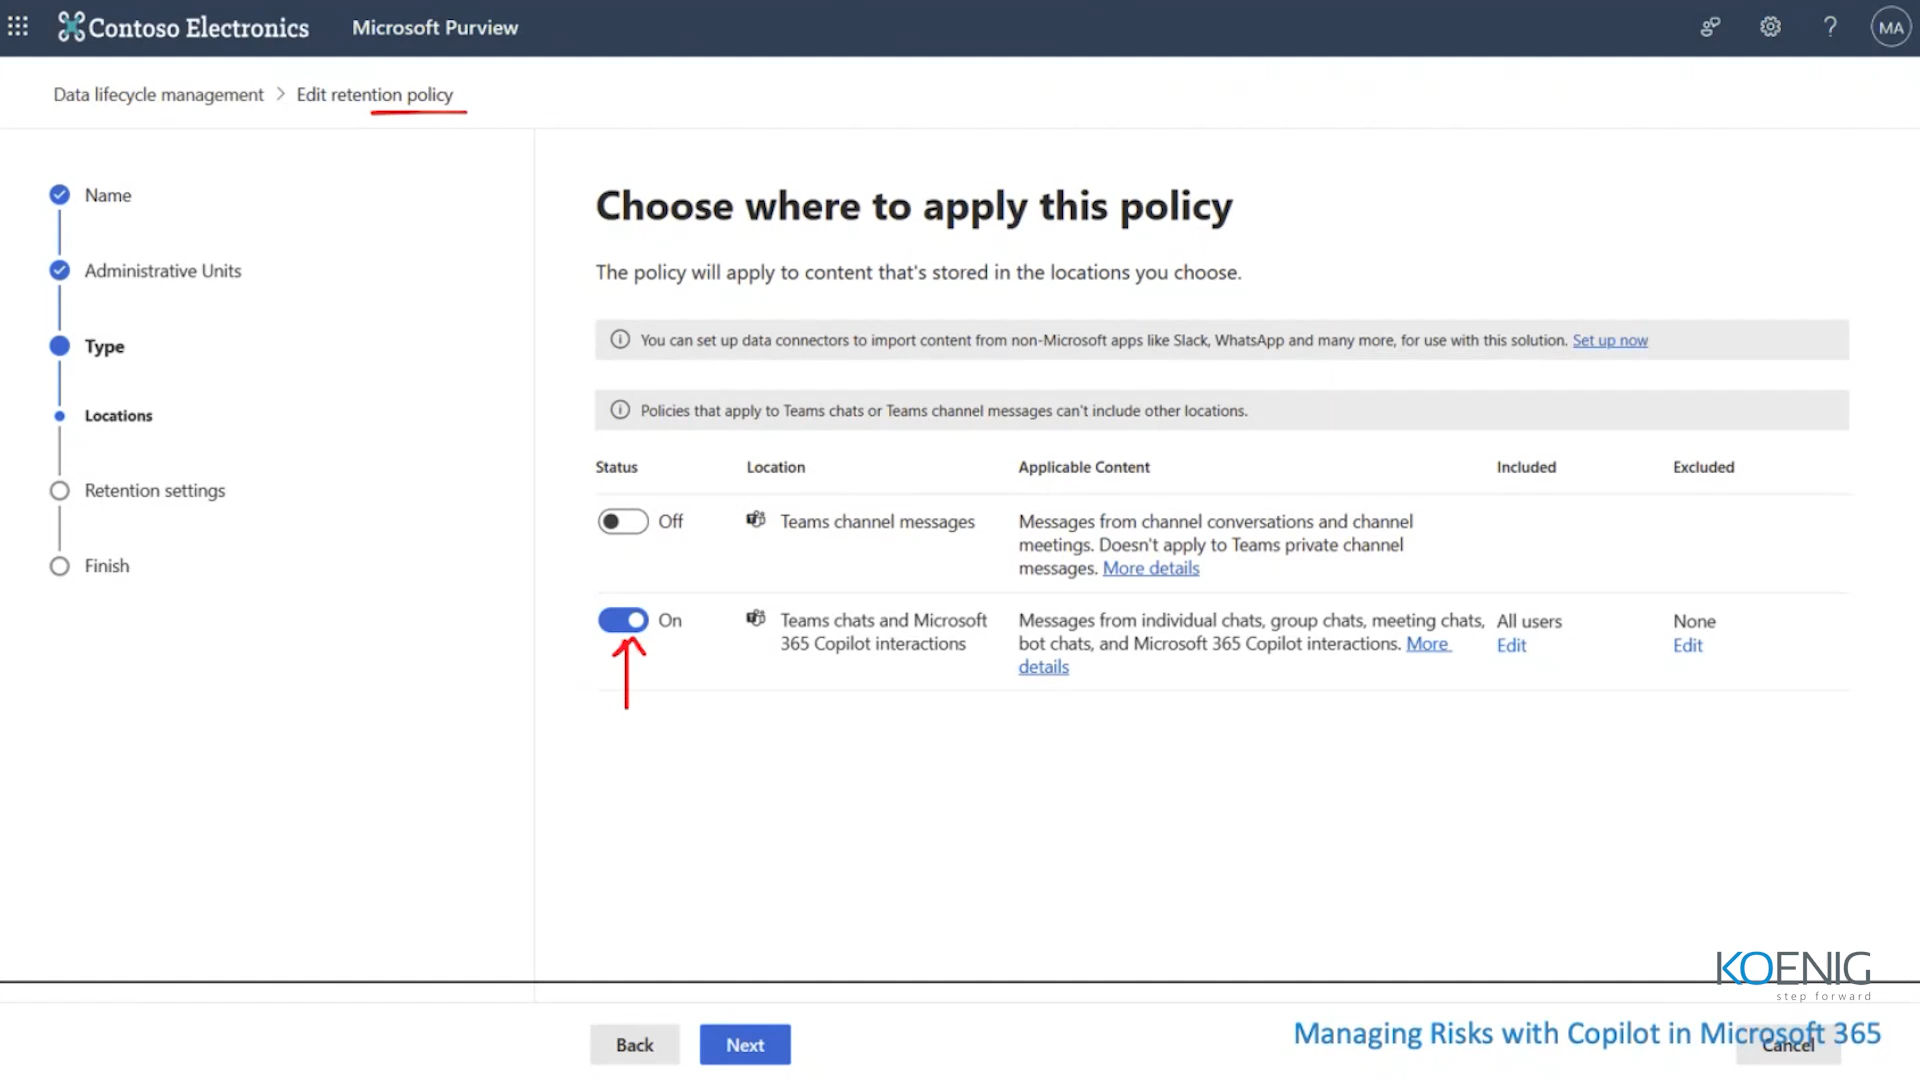 Contoso Electronics
Microsoft Purview
?
MA
Data lifecycle management > Edit retention policy
Name
Administrative Units
Type
Locations
Retention settings
Finish
Choose where to apply this policy
The policy will apply to content that's stored in the locations you choose.
You can set up data connectors to import content from non-Microsoft apps like Slack, WhatsApp and many more, for use with this solution. Set up now
Policies that apply to Teams chats or Teams channel messages can't include other locations.
Status Location Applicable Content Included Excluded
Off
Teams channel messages
Messages from channel conversations and channel
meetings. Doesn't apply to Teams private channel
messages. More details
On
Teams chats and Microsoft
365 Copilot interactions
Messages from individual chats, group chats, meeting chats,
bot chats, and Microsoft 365 Copilot interactions. More
details
All users
Edit
None
Edit
KOENIG
step forward
Back
Next
Managing Risks with Copilot in Microsoft 365
Cancel